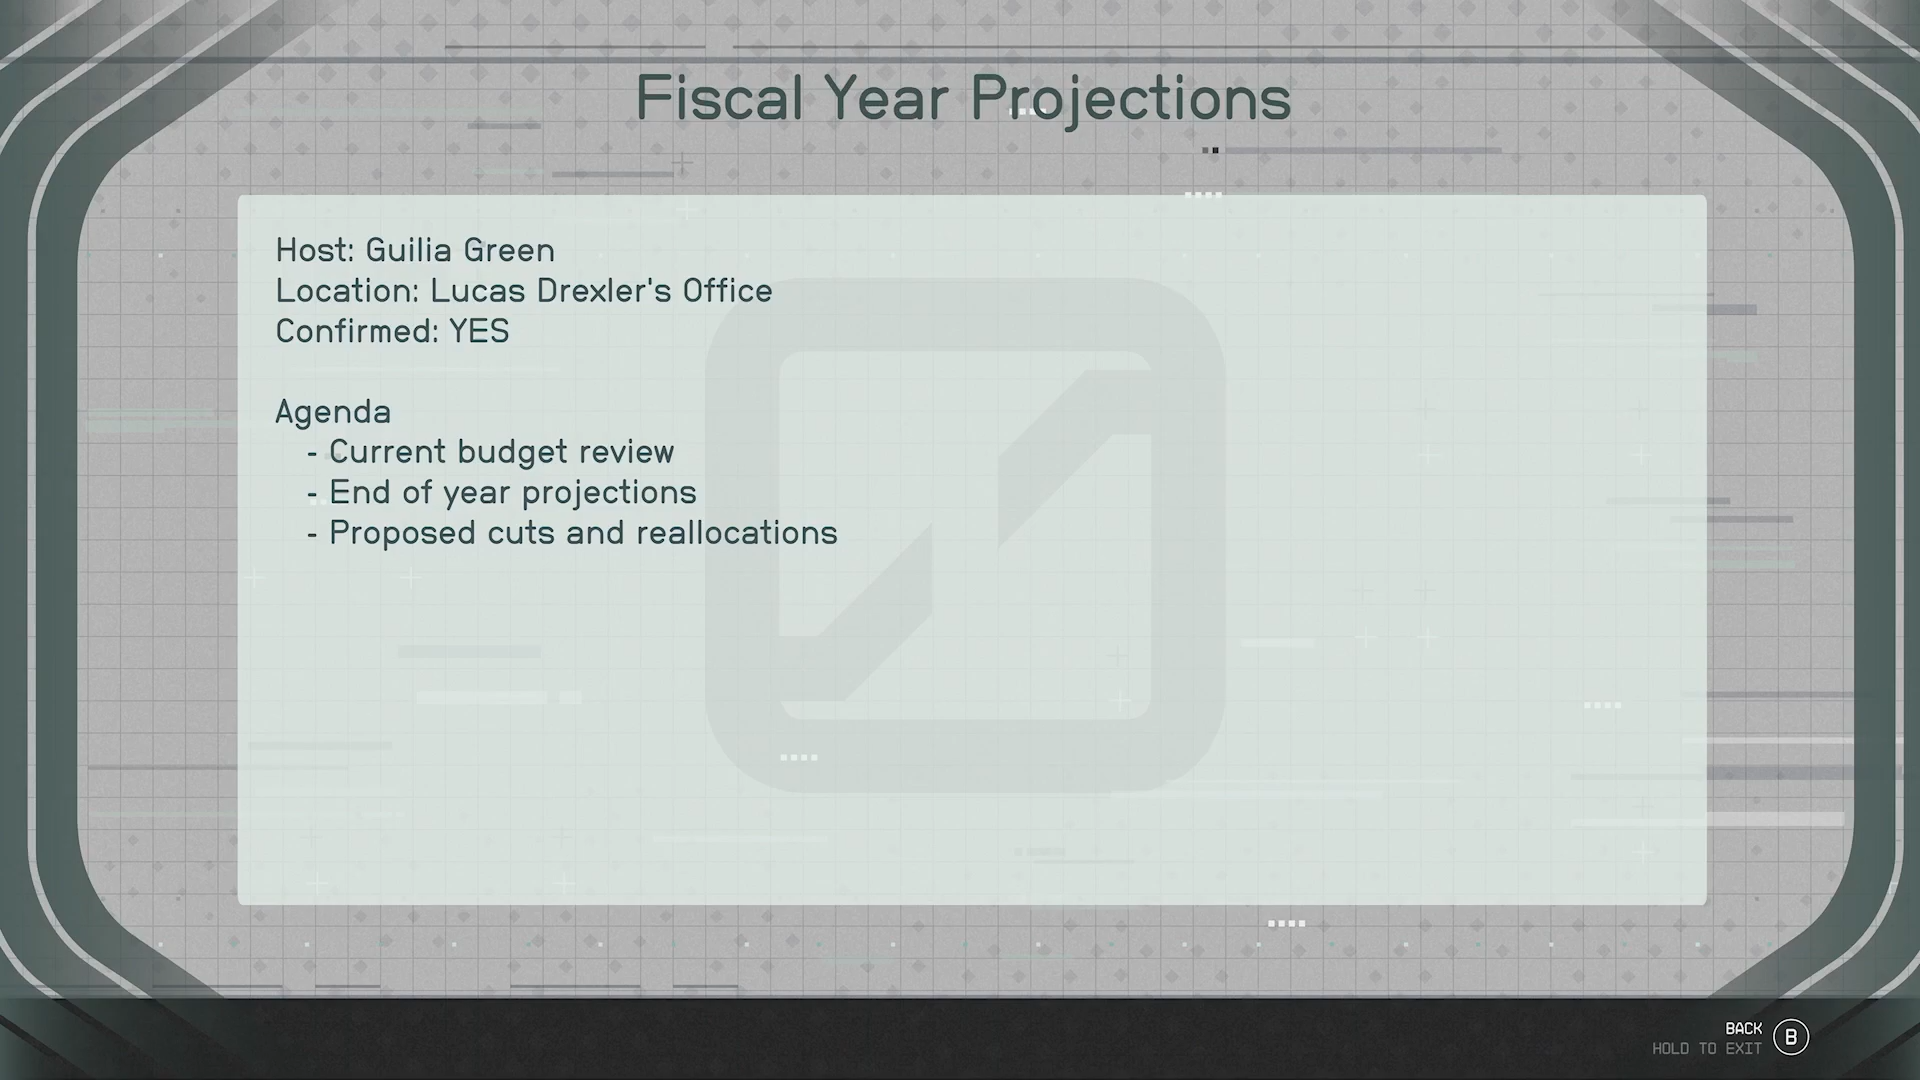 Fiscal Year Projections
Host: Guilia Green
Location: Lucas Drexler's Office
Confirmed: YES
Agenda
- Current budget review
- End of year projections
- Proposed cuts and reallocations
BACK
HOLD TO EXIT
B